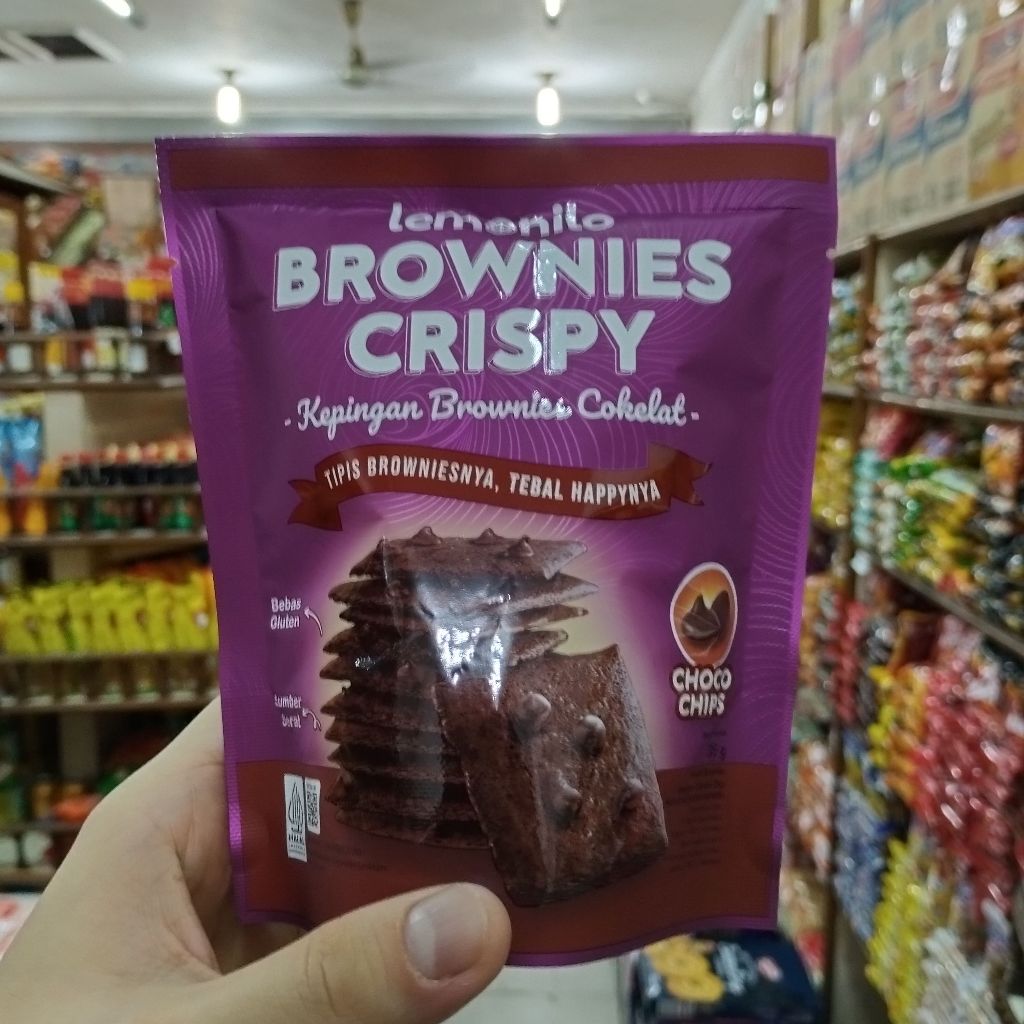 lemonilo
BROWNIES
CRISPY
- Kepingan Brownies Cokelat -
TIPIS BROWNIESNYA, TEBAL HAPPYNYA
Bebas
Gluten
Sumber
Serat
CHOCO
CHIPS